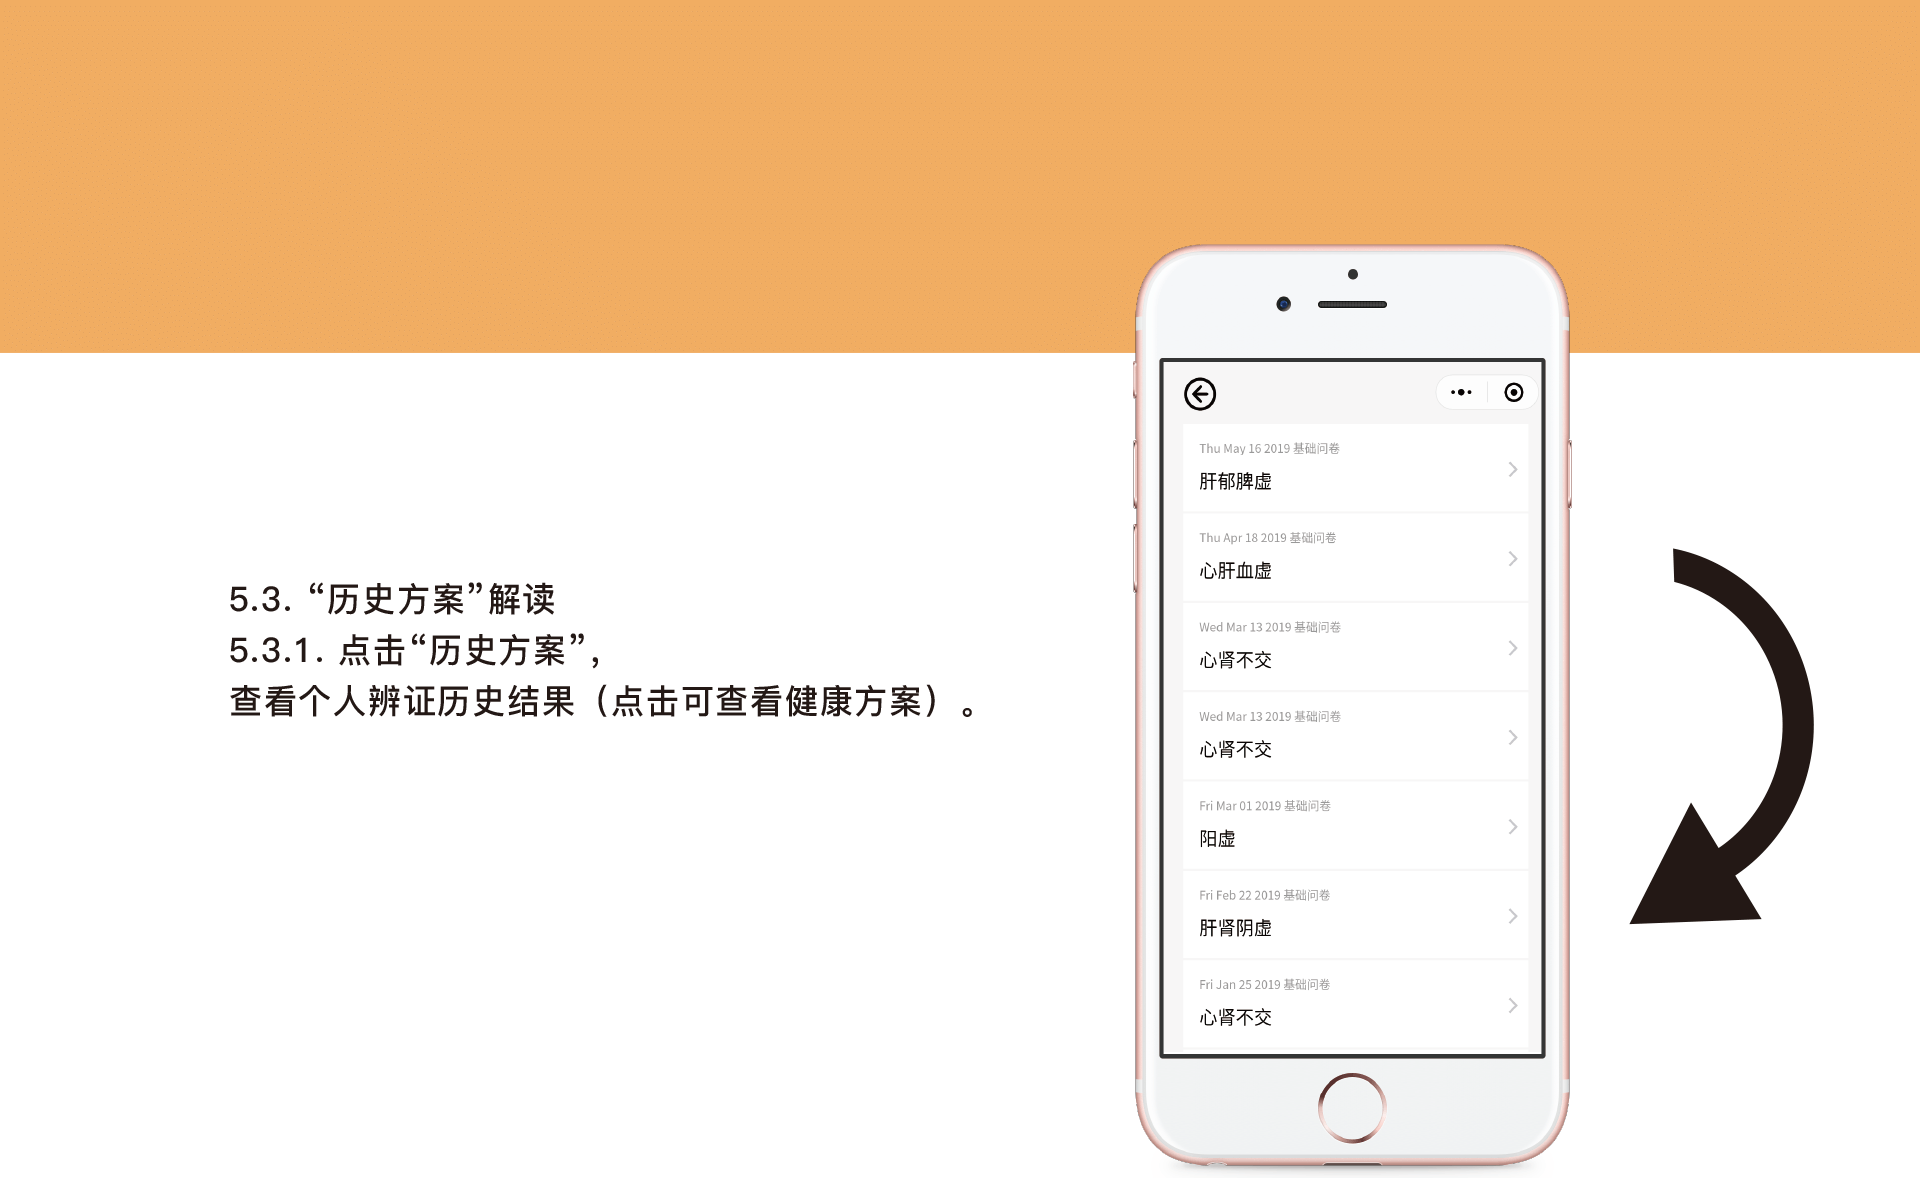 5.3. “历史方案”解读
5.3.1. 点击“历史方案”，
查看个人辨证历史结果（点击可查看健康方案）。
Thu May 16 2019 基础问卷
肝郁脾虚
Thu Apr 18 2019 基础问卷
心肝血虚
Wed Mar 13 2019 基础问卷
心肾不交
Wed Mar 13 2019 基础问卷
心肾不交
Fri Mar 01 2019 基础问卷
阳虚
Fri Feb 22 2019 基础问卷
肝肾阴虚
Fri Jan 25 2019 基础问卷
心肾不交